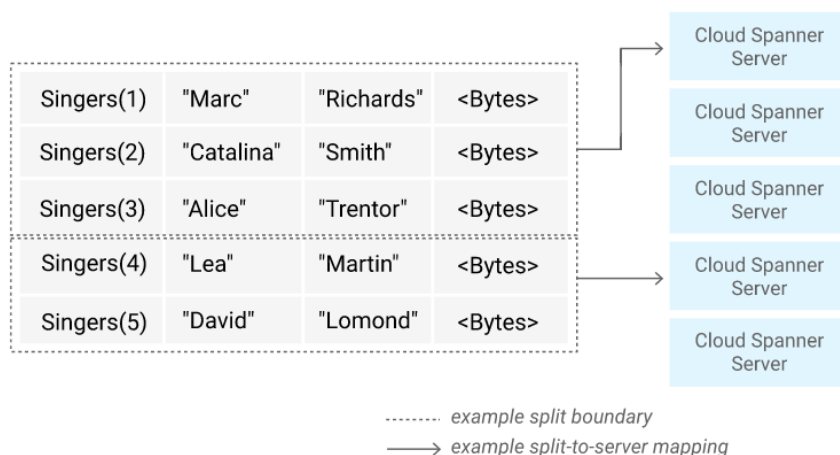 Cloud Spanner
Server
Singers(1) "Marc" "Richards" <Bytes>
Cloud Spanner
Server
Singers(2) "Catalina" "Smith" <Bytes>
Cloud Spanner
Server
Singers(3) "Alice" "Trentor" <Bytes>
Singers(4) "Lea" "Martin" <Bytes>
Cloud Spanner
Server
Singers(5) "David" "Lomond" <Bytes>
Cloud Spanner
Server
example split boundary
example split-to-server mapping